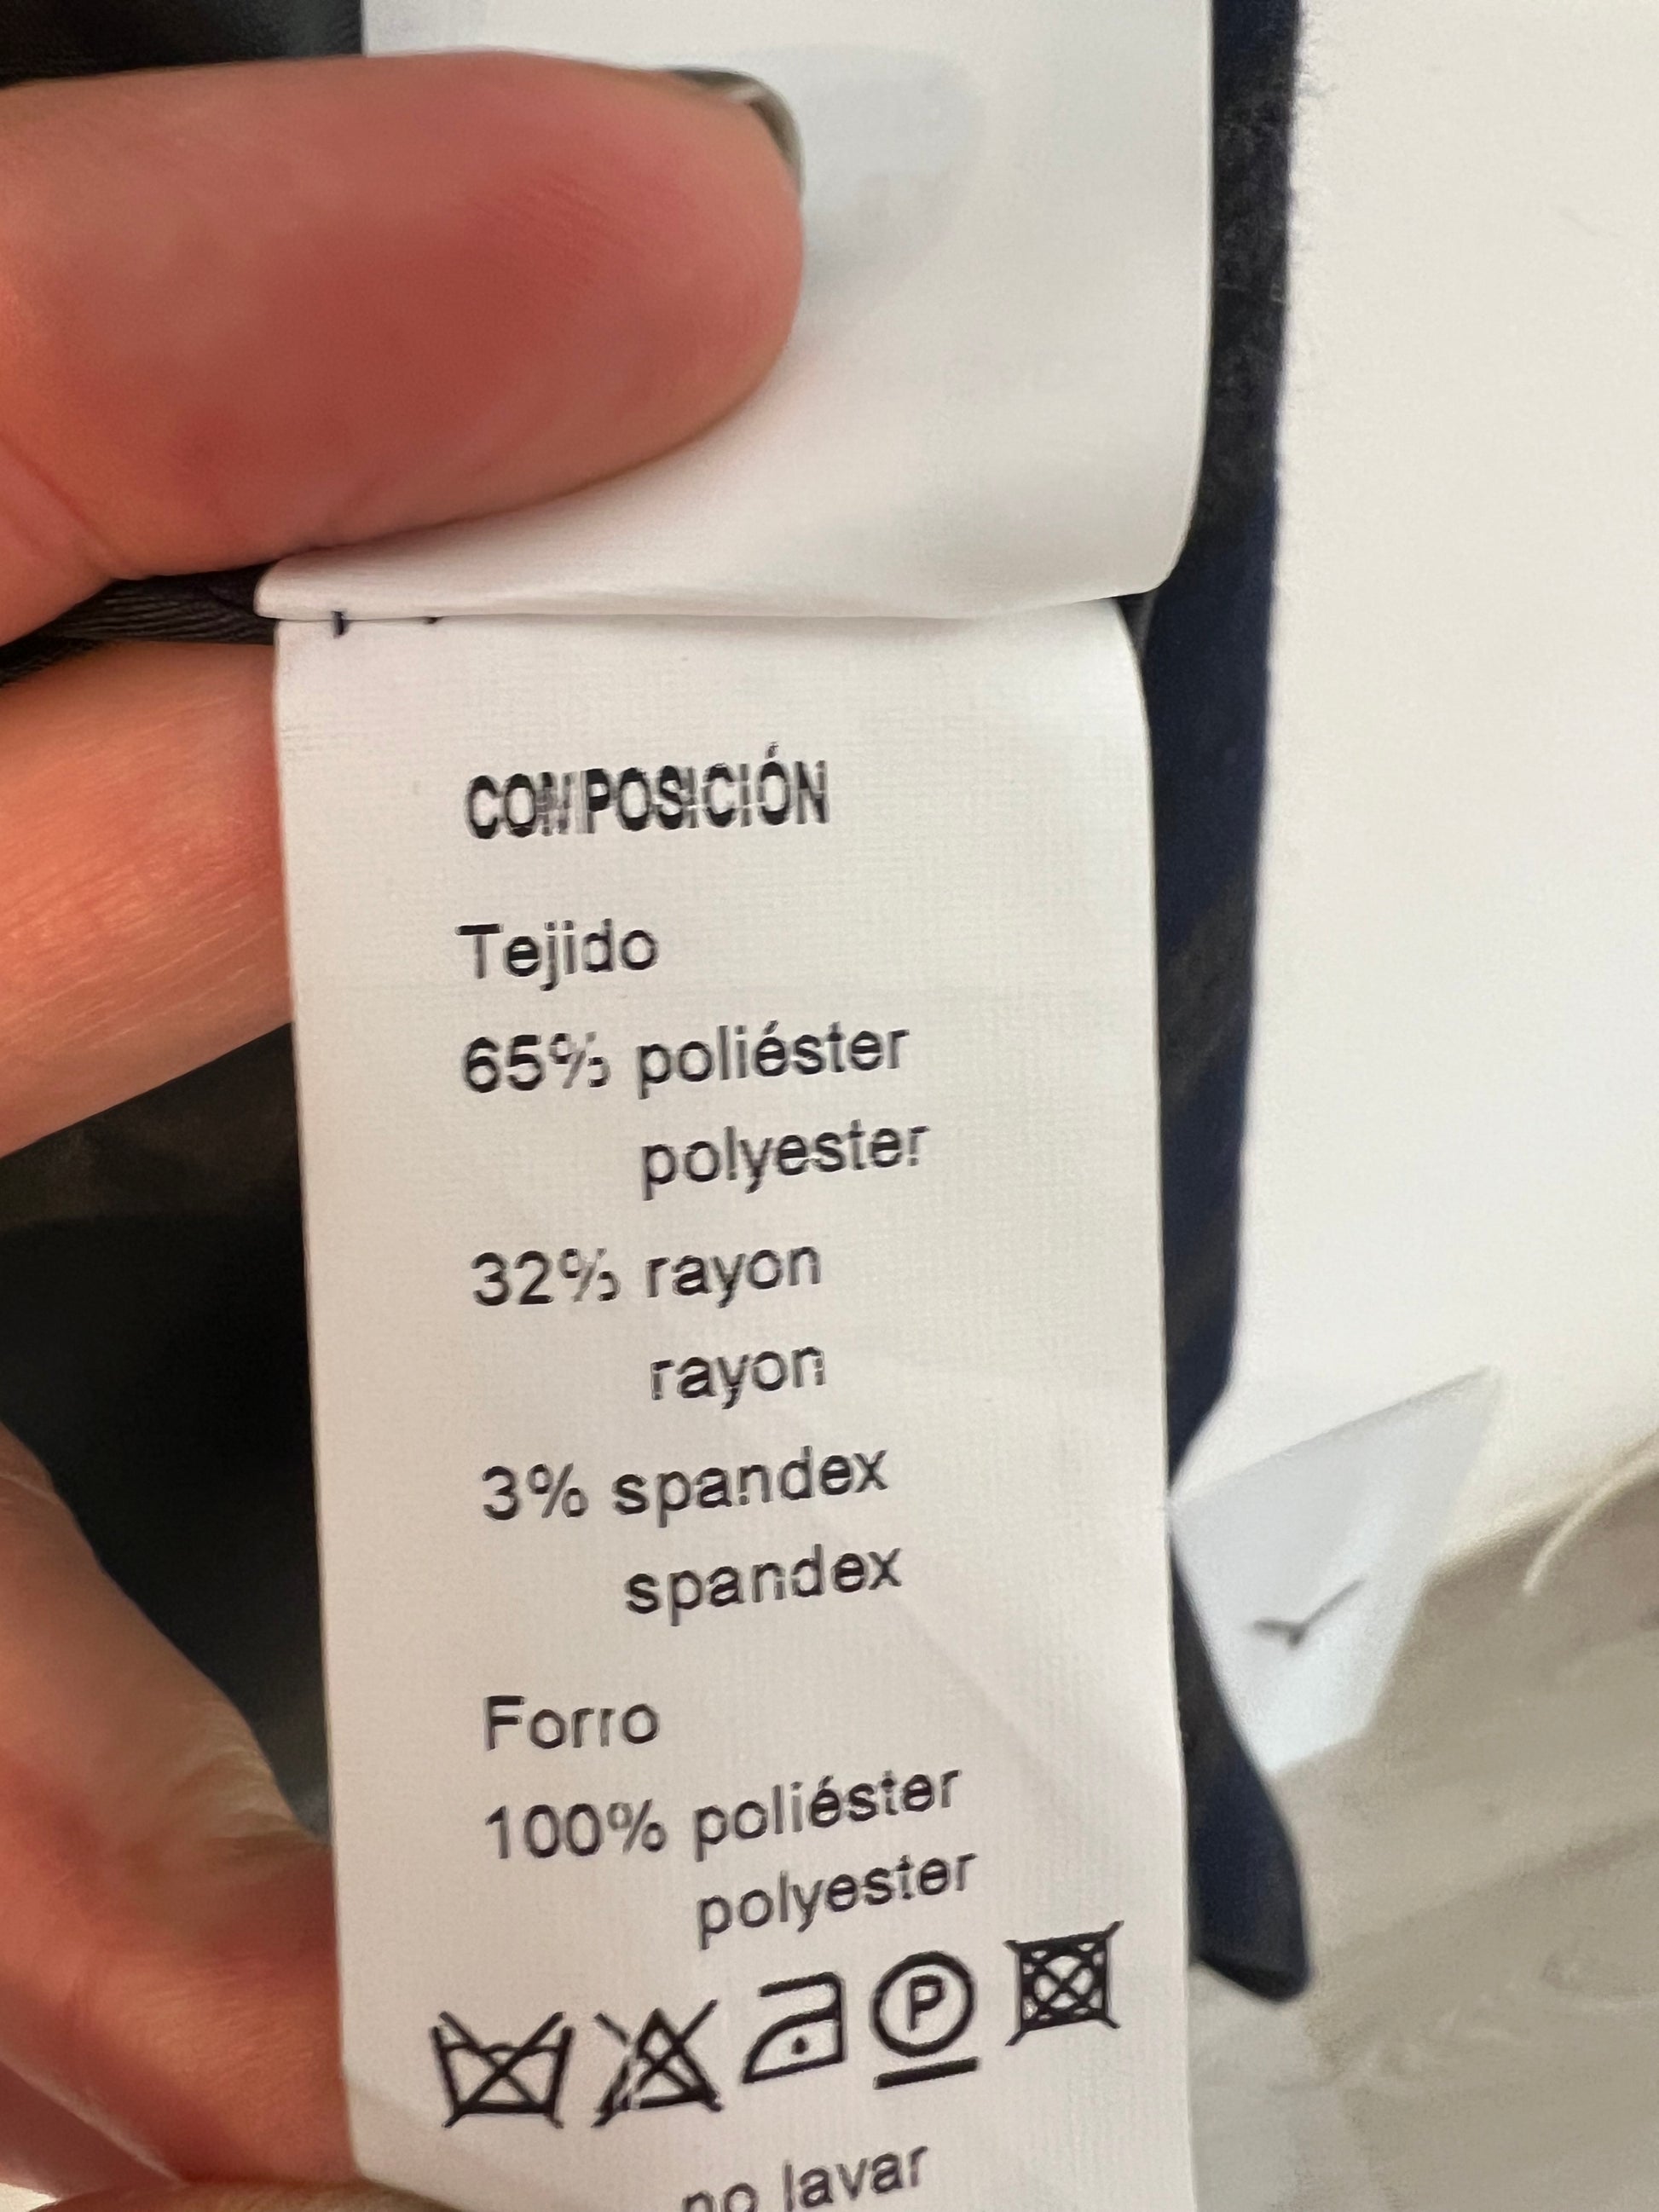 COMPOSICIÓN
Tejido
65% poliéster
polyester
32% rayon
rayon
3% spandex
spandex
Forro
100% poliéster
polyester
P
no lavar